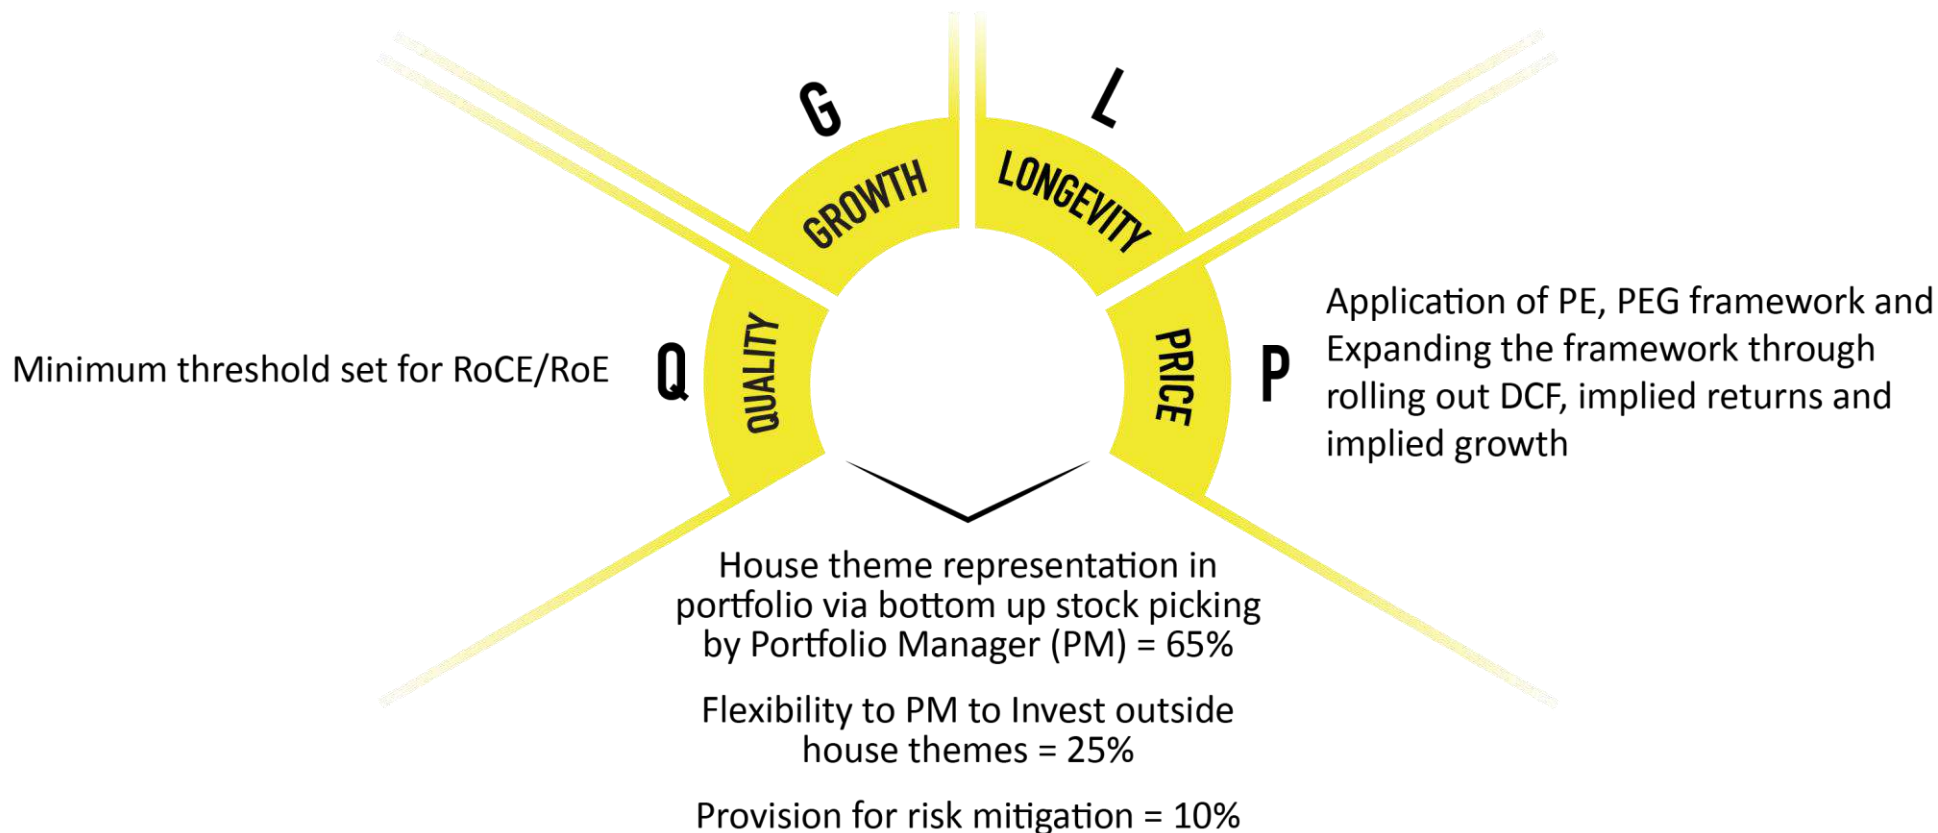 G
L
GROWTH
LONGEVITY
Minimum threshold set for RoCE/RoE
Q
QUALITY
PRICE
P
Application of PE, PEG framework and
Expanding the framework through
rolling out DCF, implied returns and
implied growth
House theme representation in
portfolio via bottom up stock picking
by Portfolio Manager (PM) = 65%
Flexibility to PM to Invest outside
house themes = 25%
Provision for risk mitigation = 10%